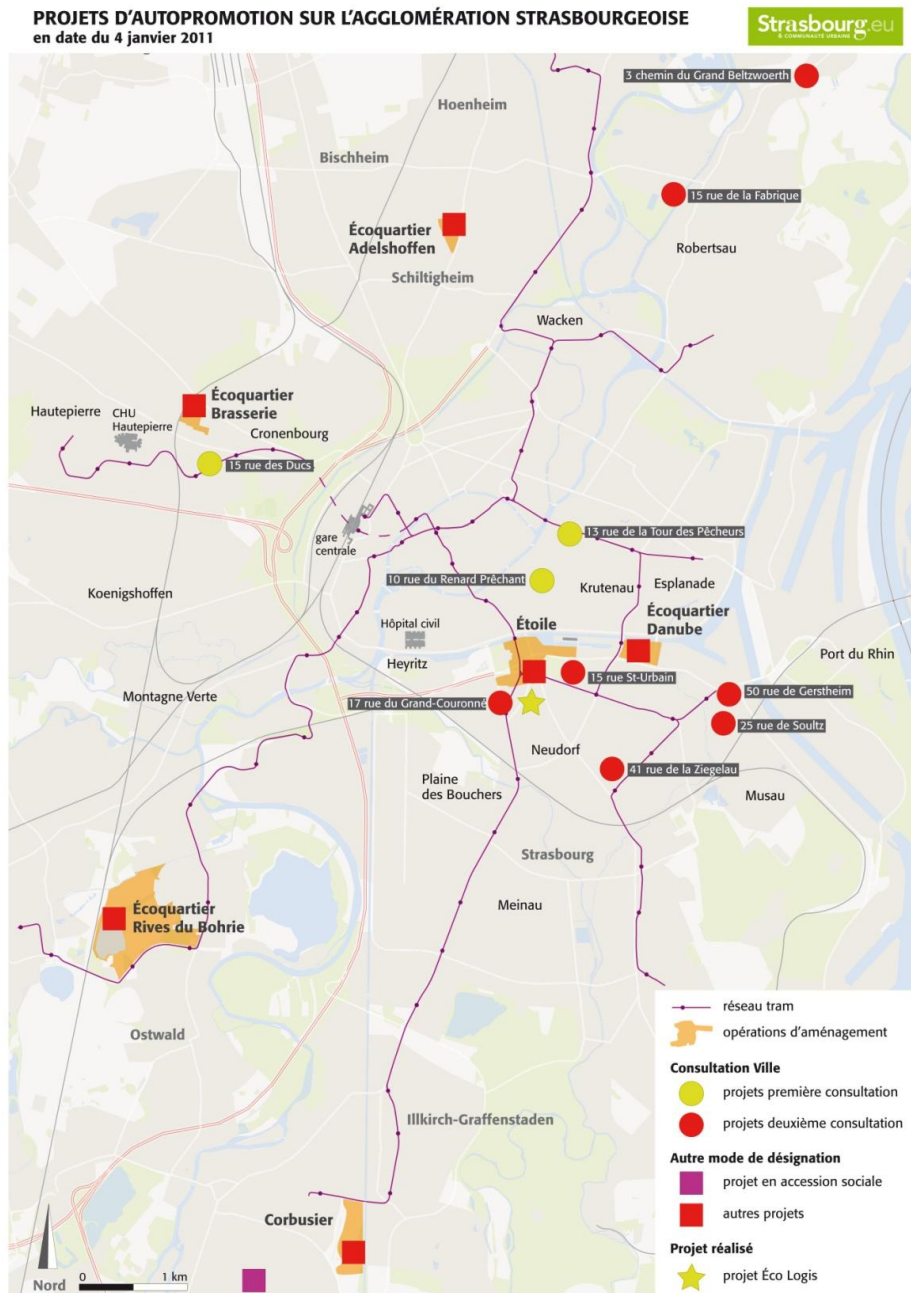 PROJETS D'AUTOPROMOTION SUR L'AGGLOMÉRATION STRASBOURGEOISE
en date du 4 janvier 2011
Strasbourg.eu
& COMMUNAUTÉ URBAINE
3 chemin du Grand Beltzwoerth
Hoenheim
Bischheim
15 rue de la Fabrique
Écoquartier
Adelshoffen
Robertsau
Schiltigheim
Wacken
Écoquartier
Brasserie
Hautepierre
CHU
Hautepierre
Cronenbourg
15 rue des Ducs
gare
centrale
13 rue de la Tour des Pêcheurs
10 rue du Renard Prêchant
Krutenau
Esplanade
Koenigshoffen
Écoquartier
Danube
Étoile
Hôpital civil
Heyritz
Port du Rhin
Montagne Verte
15 rue St-Urbain
50 rue de Gerstheim
17 rue du Grand-Couronné
25 rue de Soultz
Neudorf
41 rue de la Ziegelau
Plaine
des Bouchers
Musau
Strasbourg
Meinau
Écoquartier
Rives du Bohrie
Ostwald
Illkirch-Graffenstaden
Corbusier
Nord
0 1 km
réseau tram
opérations d'aménagement
Consultation Ville
projets première consultation
projets deuxième consultation
Autre mode de désignation
projet en accession sociale
autres projets
Projet réalisé
projet Éco Logis